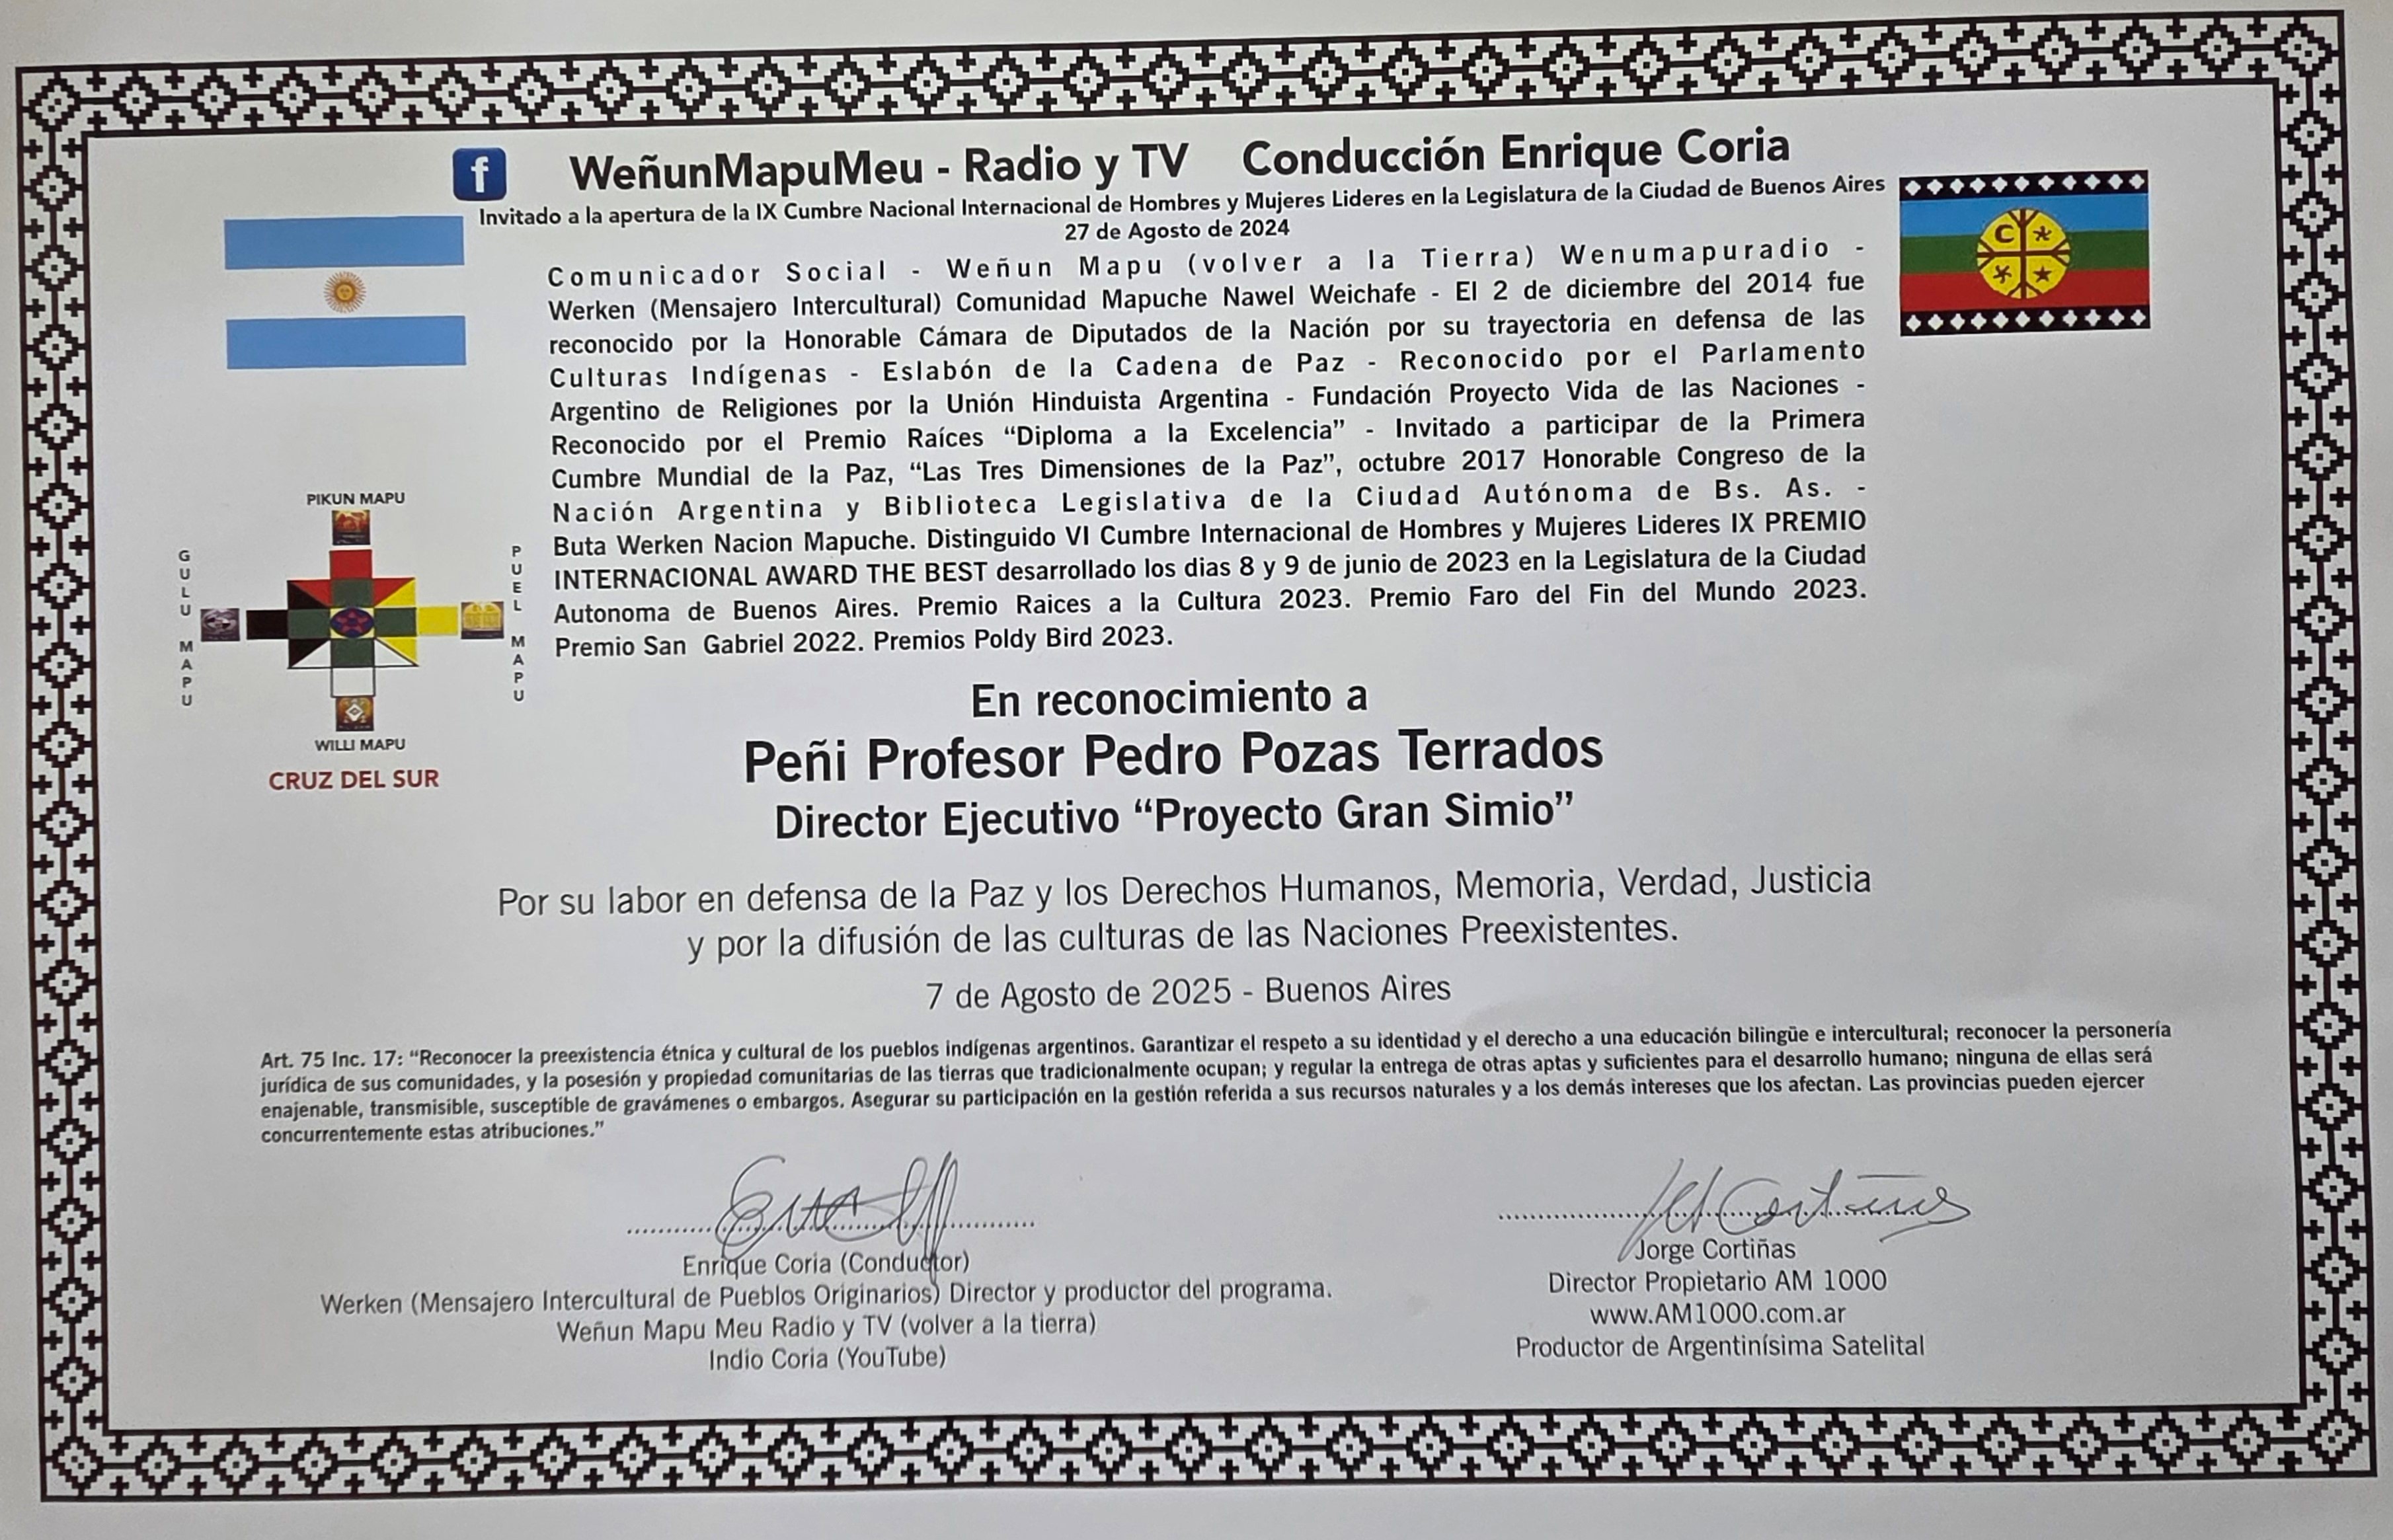 f WeñunMapuMeu - Radio y TV Conducción Enrique Coria
Invitado a la apertura de la IX Cumbre Nacional Internacional de Hombres y Mujeres Lideres en la Legislatura de la Ciudad de Buenos Aires
27 de Agosto de 2024
Comunicador Social - Weñun Mapu (volver a la Tierra) Wenumapuradio -
Werken (Mensajero Intercultural) Comunidad Mapuche Nawel Weichafe - El 2 de diciembre del 2014 fue
reconocido por la Honorable Cámara de Diputados de la Nación por su trayectoria en defensa de las
Culturas Indígenas - Eslabón de la Cadena de Paz - Reconocido por el Parlamento
Argentino de Religiones por la Unión Hinduista Argentina - Fundación Proyecto Vida de las Naciones -
Reconocido por el Premio Raíces “Diploma a la Excelencia” - Invitado a participar de la Primera
Cumbre Mundial de la Paz, “Las Tres Dimensiones de la Paz”, octubre 2017 Honorable Congreso de la
Nación Argentina y Biblioteca Legislativa de la Ciudad Autónoma de Bs. As. -
Buta Werken Nacion Mapuche. Distinguido VI Cumbre Internacional de Hombres y Mujeres Lideres IX PREMIO
INTERNACIONAL AWARD THE BEST desarrollado los dias 8 y 9 de junio de 2023 en la Legislatura de la Ciudad
Autonoma de Buenos Aires. Premio Raices a la Cultura 2023. Premio Faro del Fin del Mundo 2023.
Premio San Gabriel 2022. Premios Poldy Bird 2023.
PIKUN MAPU
GULU MAPU
PUEL MAPU
WILLI MAPU
CRUZ DEL SUR
En reconocimiento a
Peñi Profesor Pedro Pozas Terrados
Director Ejecutivo “Proyecto Gran Simio”
Por su labor en defensa de la Paz y los Derechos Humanos, Memoria, Verdad, Justicia
y por la difusión de las culturas de las Naciones Preexistentes.
7 de Agosto de 2025 - Buenos Aires
Art. 75 Inc. 17: “Reconocer la preexistencia étnica y cultural de los pueblos indígenas argentinos. Garantizar el respeto a su identidad y el derecho a una educación bilingüe e intercultural; reconocer la personería
jurídica de sus comunidades, y la posesión y propiedad comunitarias de las tierras que tradicionalmente ocupan; y regular la entrega de otras aptas y suficientes para el desarrollo humano; ninguna de ellas será
enajenable, transmisible, susceptible de gravámenes o embargos. Asegurar su participación en la gestión referida a sus recursos naturales y a los demás intereses que los afectan. Las provincias pueden ejercer
concurrentemente estas atribuciones.”
Enrique Coria (Conductor)
Werken (Mensajero Intercultural de Pueblos Originarios) Director y productor del programa.
Weñun Mapu Meu Radio y TV (volver a la tierra)
Indio Coria (YouTube)
Jorge Cortiñas
Director Propietario AM 1000
www.AM1000.com.ar
Productor de Argentinísima Satelital